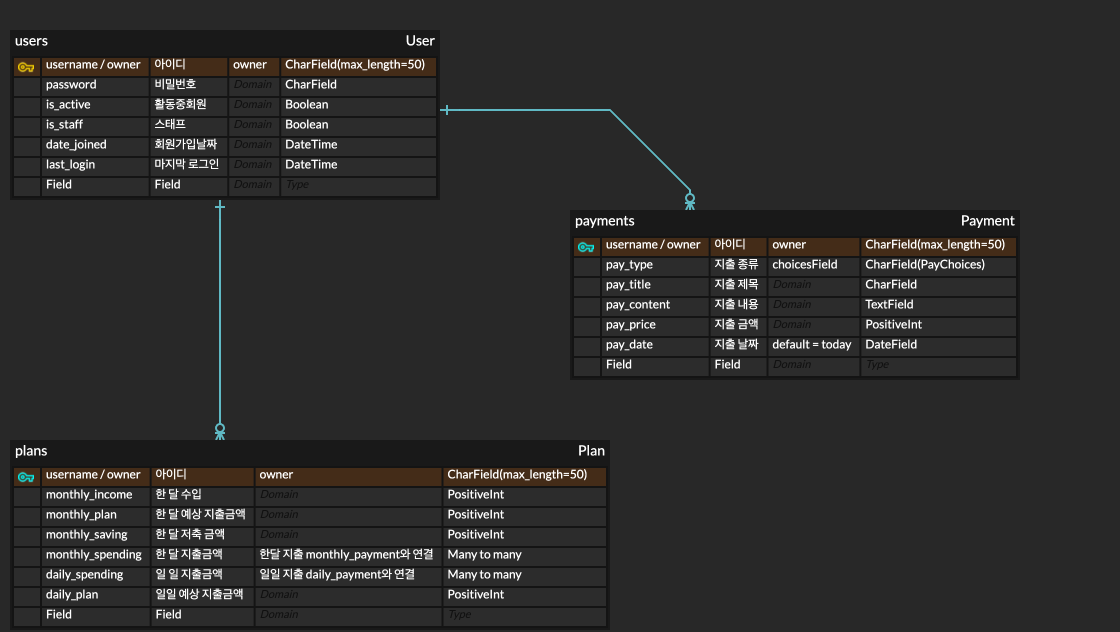 users User
username / owner 아이디 owner CharField(max_length=50)
password 비밀번호 Domain CharField
is_active 활동중회원 Domain Boolean
is_staff 스태프 Domain Boolean
date_joined 회원가입날짜 Domain DateTime
last_login 마지막 로그인 Domain DateTime
Field Field Domain Type
payments Payment
username / owner 아이디 owner CharField(max_length=50)
pay_type 지출 종류 choicesField CharField(PayChoices)
pay_title 지출 제목 Domain CharField
pay_content 지출 내용 Domain TextField
pay_price 지출 금액 Domain PositiveInt
pay_date 지출 날짜 default = today DateField
Field Field Domain Type
plans Plan
username / owner 아이디 owner CharField(max_length=50)
monthly_income 한 달 수입 Domain PositiveInt
monthly_plan 한 달 예상 지출금액 Domain PositiveInt
monthly_saving 한 달 저축 금액 Domain PositiveInt
monthly_spending 한 달 지출금액 한달 지출 monthly_payment와 연결 Many to many
daily_spending 일 일 지출금액 일일 지출 daily_payment와 연결 Many to many
daily_plan 일일 예상 지출금액 Domain PositiveInt
Field Field Domain Type